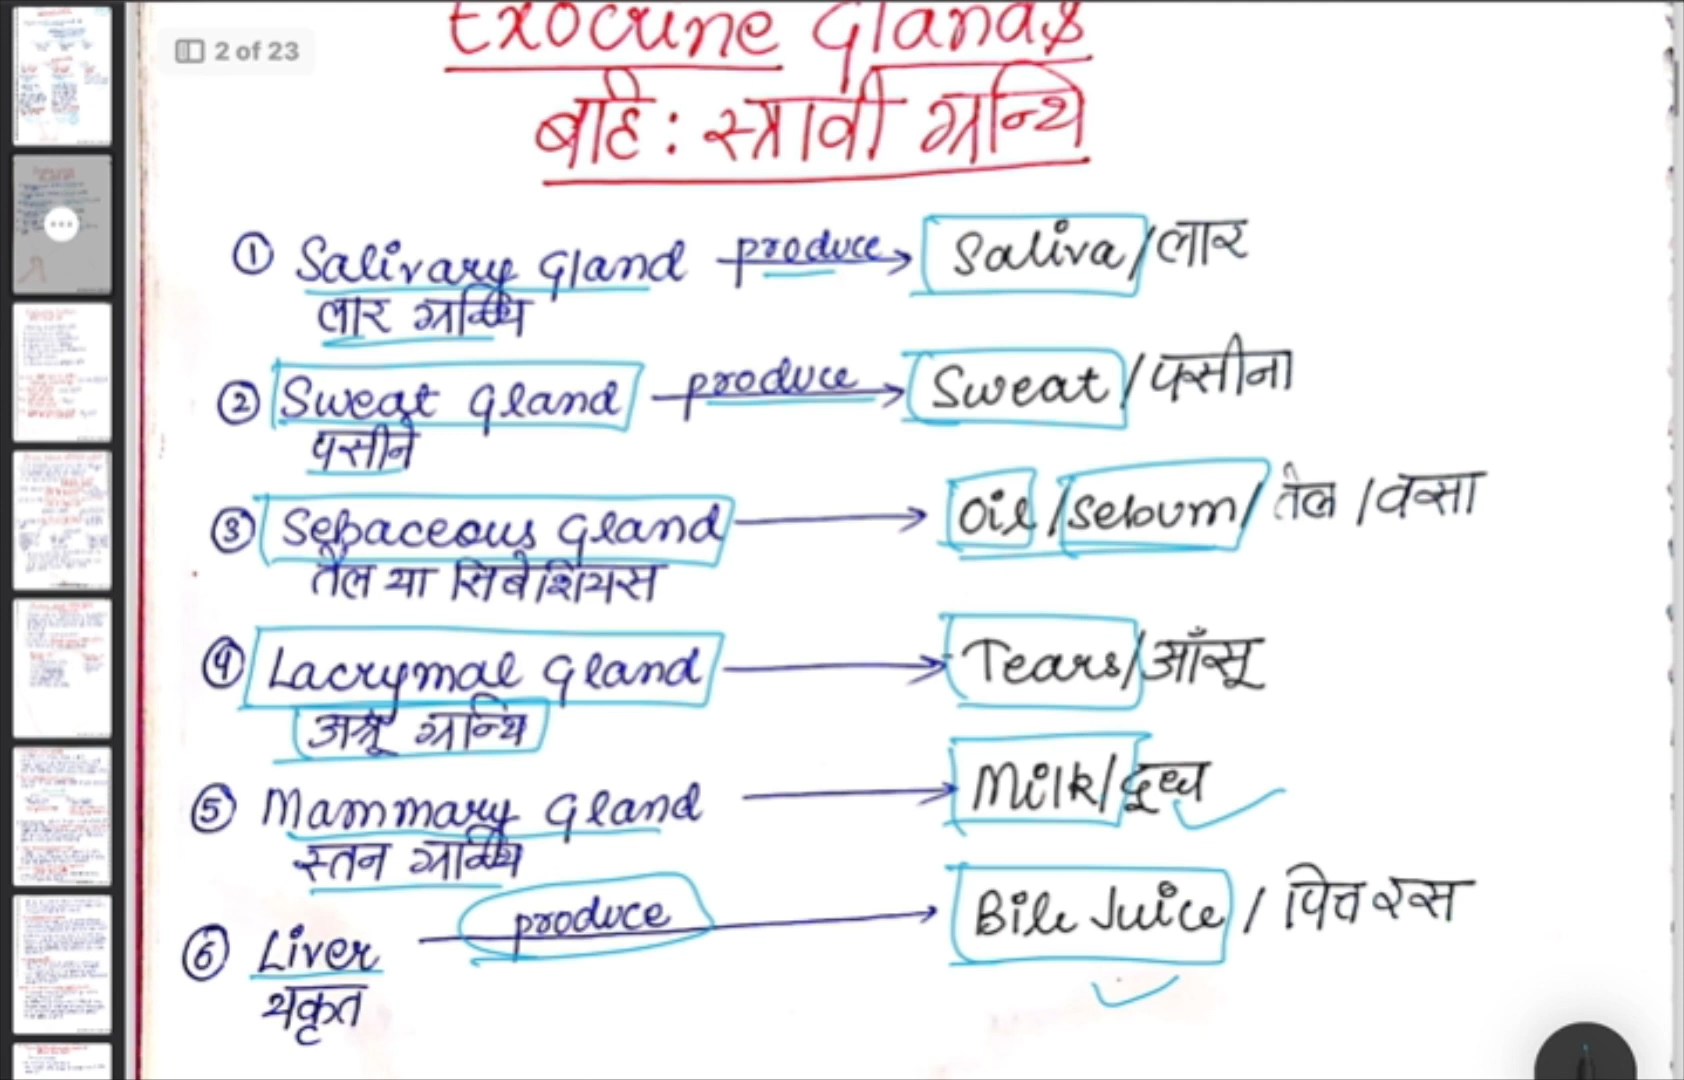 2 of 23
Exocrine Glands
बहि: स्त्रावी ग्रन्थि
① Salivary Gland produce Saliva/लार
लार ग्रन्थि
② Sweat Gland produce Sweat/पसीना
पसीने
③ Sebaceous Gland Oil/Sebum/तेल/वसा
तैल या सिबेशियस
④ Lacrymal Gland Tears/आँसू
अश्रू ग्रन्थि
⑤ Mammary Gland Milk/दूध
स्तन ग्रन्थि
⑥ Liver produce Bile Juice/पित्त रस
यकृत